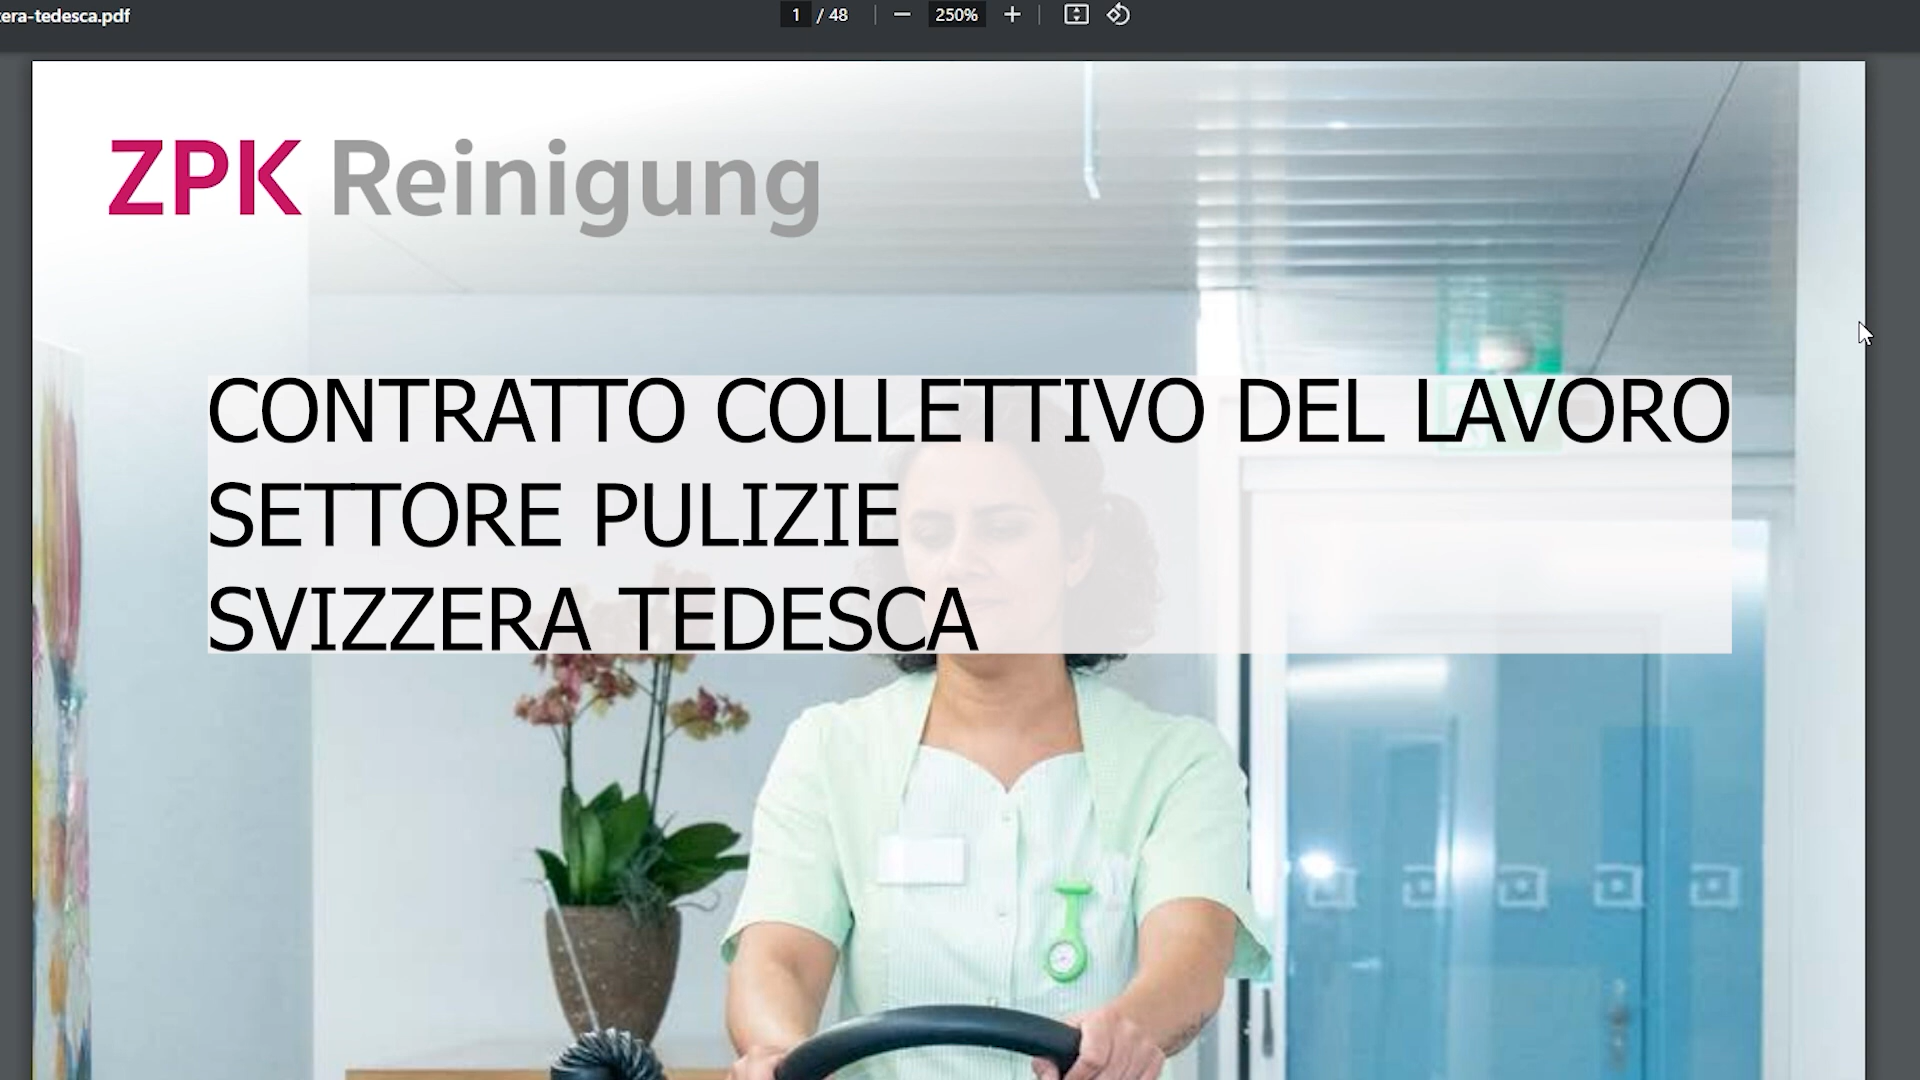 era-tedesca.pdf
1 / 48
250%
ZPK Reinigung
CONTRATTO COLLETTIVO DEL LAVORO
SETTORE PULIZIE
SVIZZERA TEDESCA